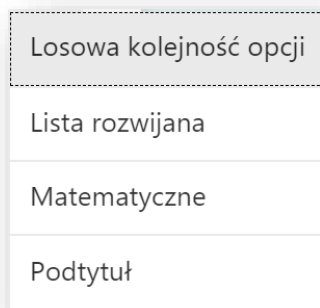 Losowa kolejność opcji
Lista rozwijana
Matematyczne
Podtytuł